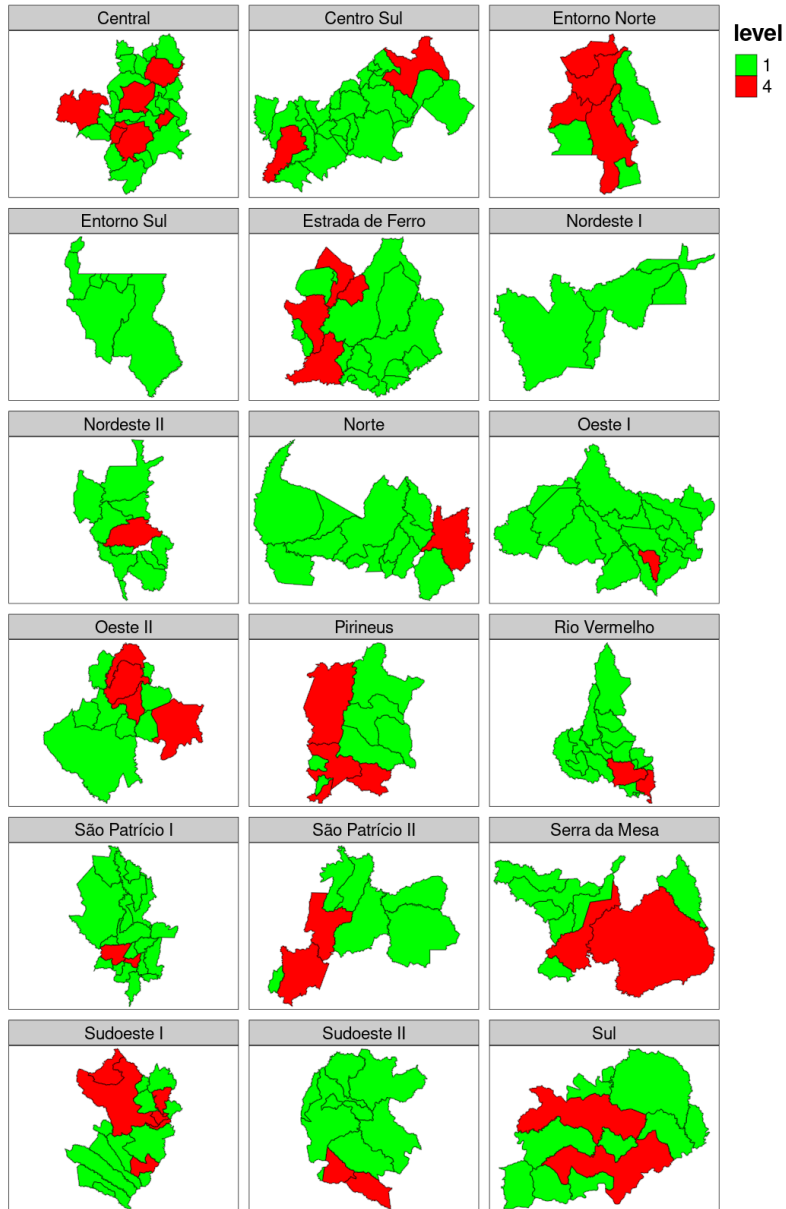 Central
Centro Sul
Entorno Norte
level
1
4
Entorno Sul
Estrada de Ferro
Nordeste I
Nordeste II
Norte
Oeste I
Oeste II
Pirineus
Rio Vermelho
São Patrício I
São Patrício II
Serra da Mesa
Sudoeste I
Sudoeste II
Sul